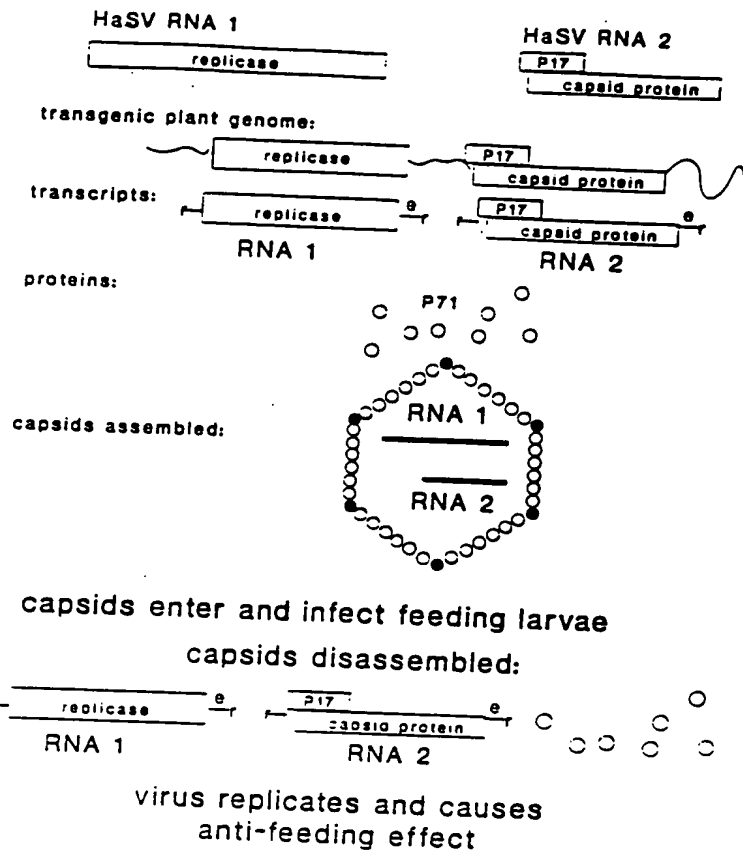 HaSV RNA 1
HaSV RNA 2
replicase
P17
capsid protein
transgenic plant genome:
replicase
P17
capsid protein
transcripts:
replicase
e
P17
capsid protein
e
RNA 1
RNA 2
proteins:
P71
capsids assembled:
RNA 1
RNA 2
capsids enter and infect feeding larvae
capsids disassembled:
replicase
e
P17
capsid protein
e
RNA 1
RNA 2
virus replicates and causes
anti-feeding effect